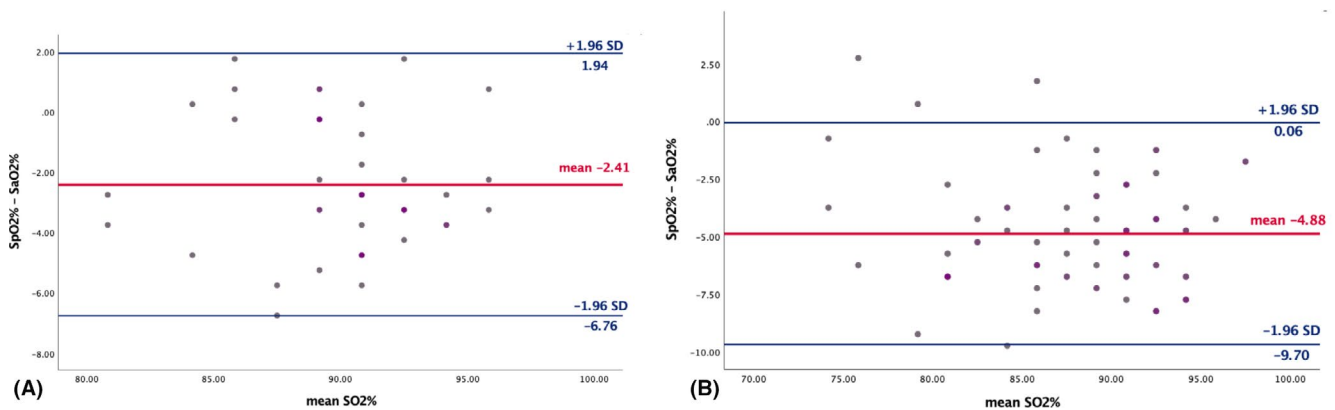 2.00
.00
-2.00
-4.00
-6.00
-8.00
SpO2% – SaO2%
+1.96 SD
1.94
mean -2.41
-1.96 SD
-6.76
80.00 85.00 90.00 95.00 100.00
mean SO2%
(A)
2.50
.00
-2.50
-5.00
-7.50
-10.00
SpO2% – SaO2%
+1.96 SD
0.06
mean -4.88
-1.96 SD
-9.70
70.00 75.00 80.00 85.00 90.00 95.00 100.00
mean SO2%
(B)